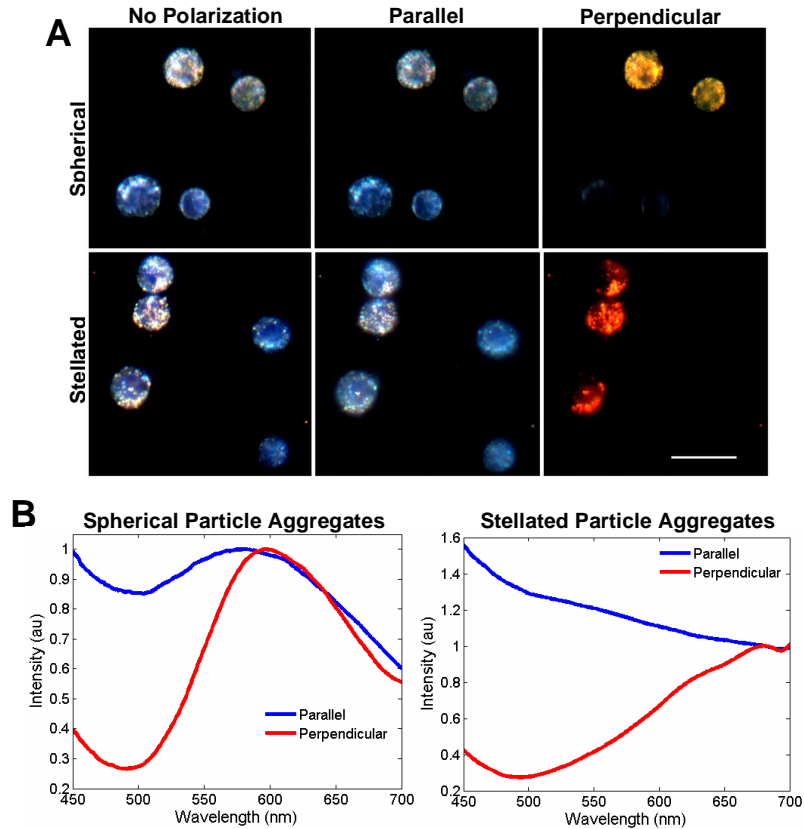 A
No Polarization Parallel Perpendicular
Spherical
Stellated
B
Spherical Particle Aggregates
1
0.9
0.8
0.7
0.6
0.5
0.4
0.3
0.2
Intensity (au)
Parallel
Perpendicular
450 500 550 600 650 700
Wavelength (nm)
Stellated Particle Aggregates
1.6
1.4
1.2
1
0.8
0.6
0.4
0.2
Intensity (au)
Parallel
Perpendicular
450 500 550 600 650 700
Wavelength (nm)